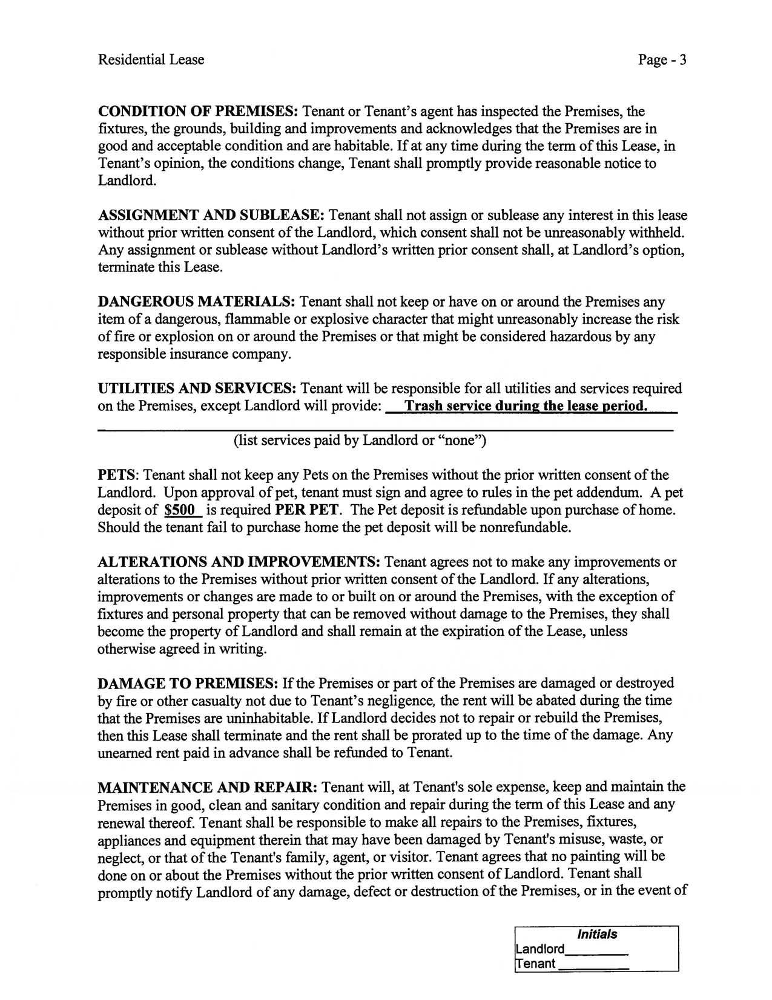 Residential Lease Page - 3
CONDITION OF PREMISES: Tenant or Tenant's agent has inspected the Premises, the
fixtures, the grounds, building and improvements and acknowledges that the Premises are in
good and acceptable condition and are habitable. If at any time during the term of this Lease, in
Tenant's opinion, the conditions change, Tenant shall promptly provide reasonable notice to
Landlord.
ASSIGNMENT AND SUBLEASE: Tenant shall not assign or sublease any interest in this lease
without prior written consent of the Landlord, which consent shall not be unreasonably withheld.
Any assignment or sublease without Landlord's written prior consent shall, at Landlord's option,
terminate this Lease.
DANGEROUS MATERIALS: Tenant shall not keep or have on or around the Premises any
item of a dangerous, flammable or explosive character that might unreasonably increase the risk
of fire or explosion on or around the Premises or that might be considered hazardous by any
responsible insurance company.
UTILITIES AND SERVICES: Tenant will be responsible for all utilities and services required
on the Premises, except Landlord will provide: Trash service during the lease period.
(list services paid by Landlord or “none”)
PETS: Tenant shall not keep any Pets on the Premises without the prior written consent of the
Landlord. Upon approval of pet, tenant must sign and agree to rules in the pet addendum. A pet
deposit of $500 is required PER PET. The Pet deposit is refundable upon purchase of home.
Should the tenant fail to purchase home the pet deposit will be nonrefundable.
ALTERATIONS AND IMPROVEMENTS: Tenant agrees not to make any improvements or
alterations to the Premises without prior written consent of the Landlord. If any alterations,
improvements or changes are made to or built on or around the Premises, with the exception of
fixtures and personal property that can be removed without damage to the Premises, they shall
become the property of Landlord and shall remain at the expiration of the Lease, unless
otherwise agreed in writing.
DAMAGE TO PREMISES: If the Premises or part of the Premises are damaged or destroyed
by fire or other casualty not due to Tenant's negligence, the rent will be abated during the time
that the Premises are uninhabitable. If Landlord decides not to repair or rebuild the Premises,
then this Lease shall terminate and the rent shall be prorated up to the time of the damage. Any
unearned rent paid in advance shall be refunded to Tenant.
MAINTENANCE AND REPAIR: Tenant will, at Tenant's sole expense, keep and maintain the
Premises in good, clean and sanitary condition and repair during the term of this Lease and any
renewal thereof. Tenant shall be responsible to make all repairs to the Premises, fixtures,
appliances and equipment therein that may have been damaged by Tenant's misuse, waste, or
neglect, or that of the Tenant's family, agent, or visitor. Tenant agrees that no painting will be
done on or about the Premises without the prior written consent of Landlord. Tenant shall
promptly notify Landlord of any damage, defect or destruction of the Premises, or in the event of
Initials
Landlord
Tenant